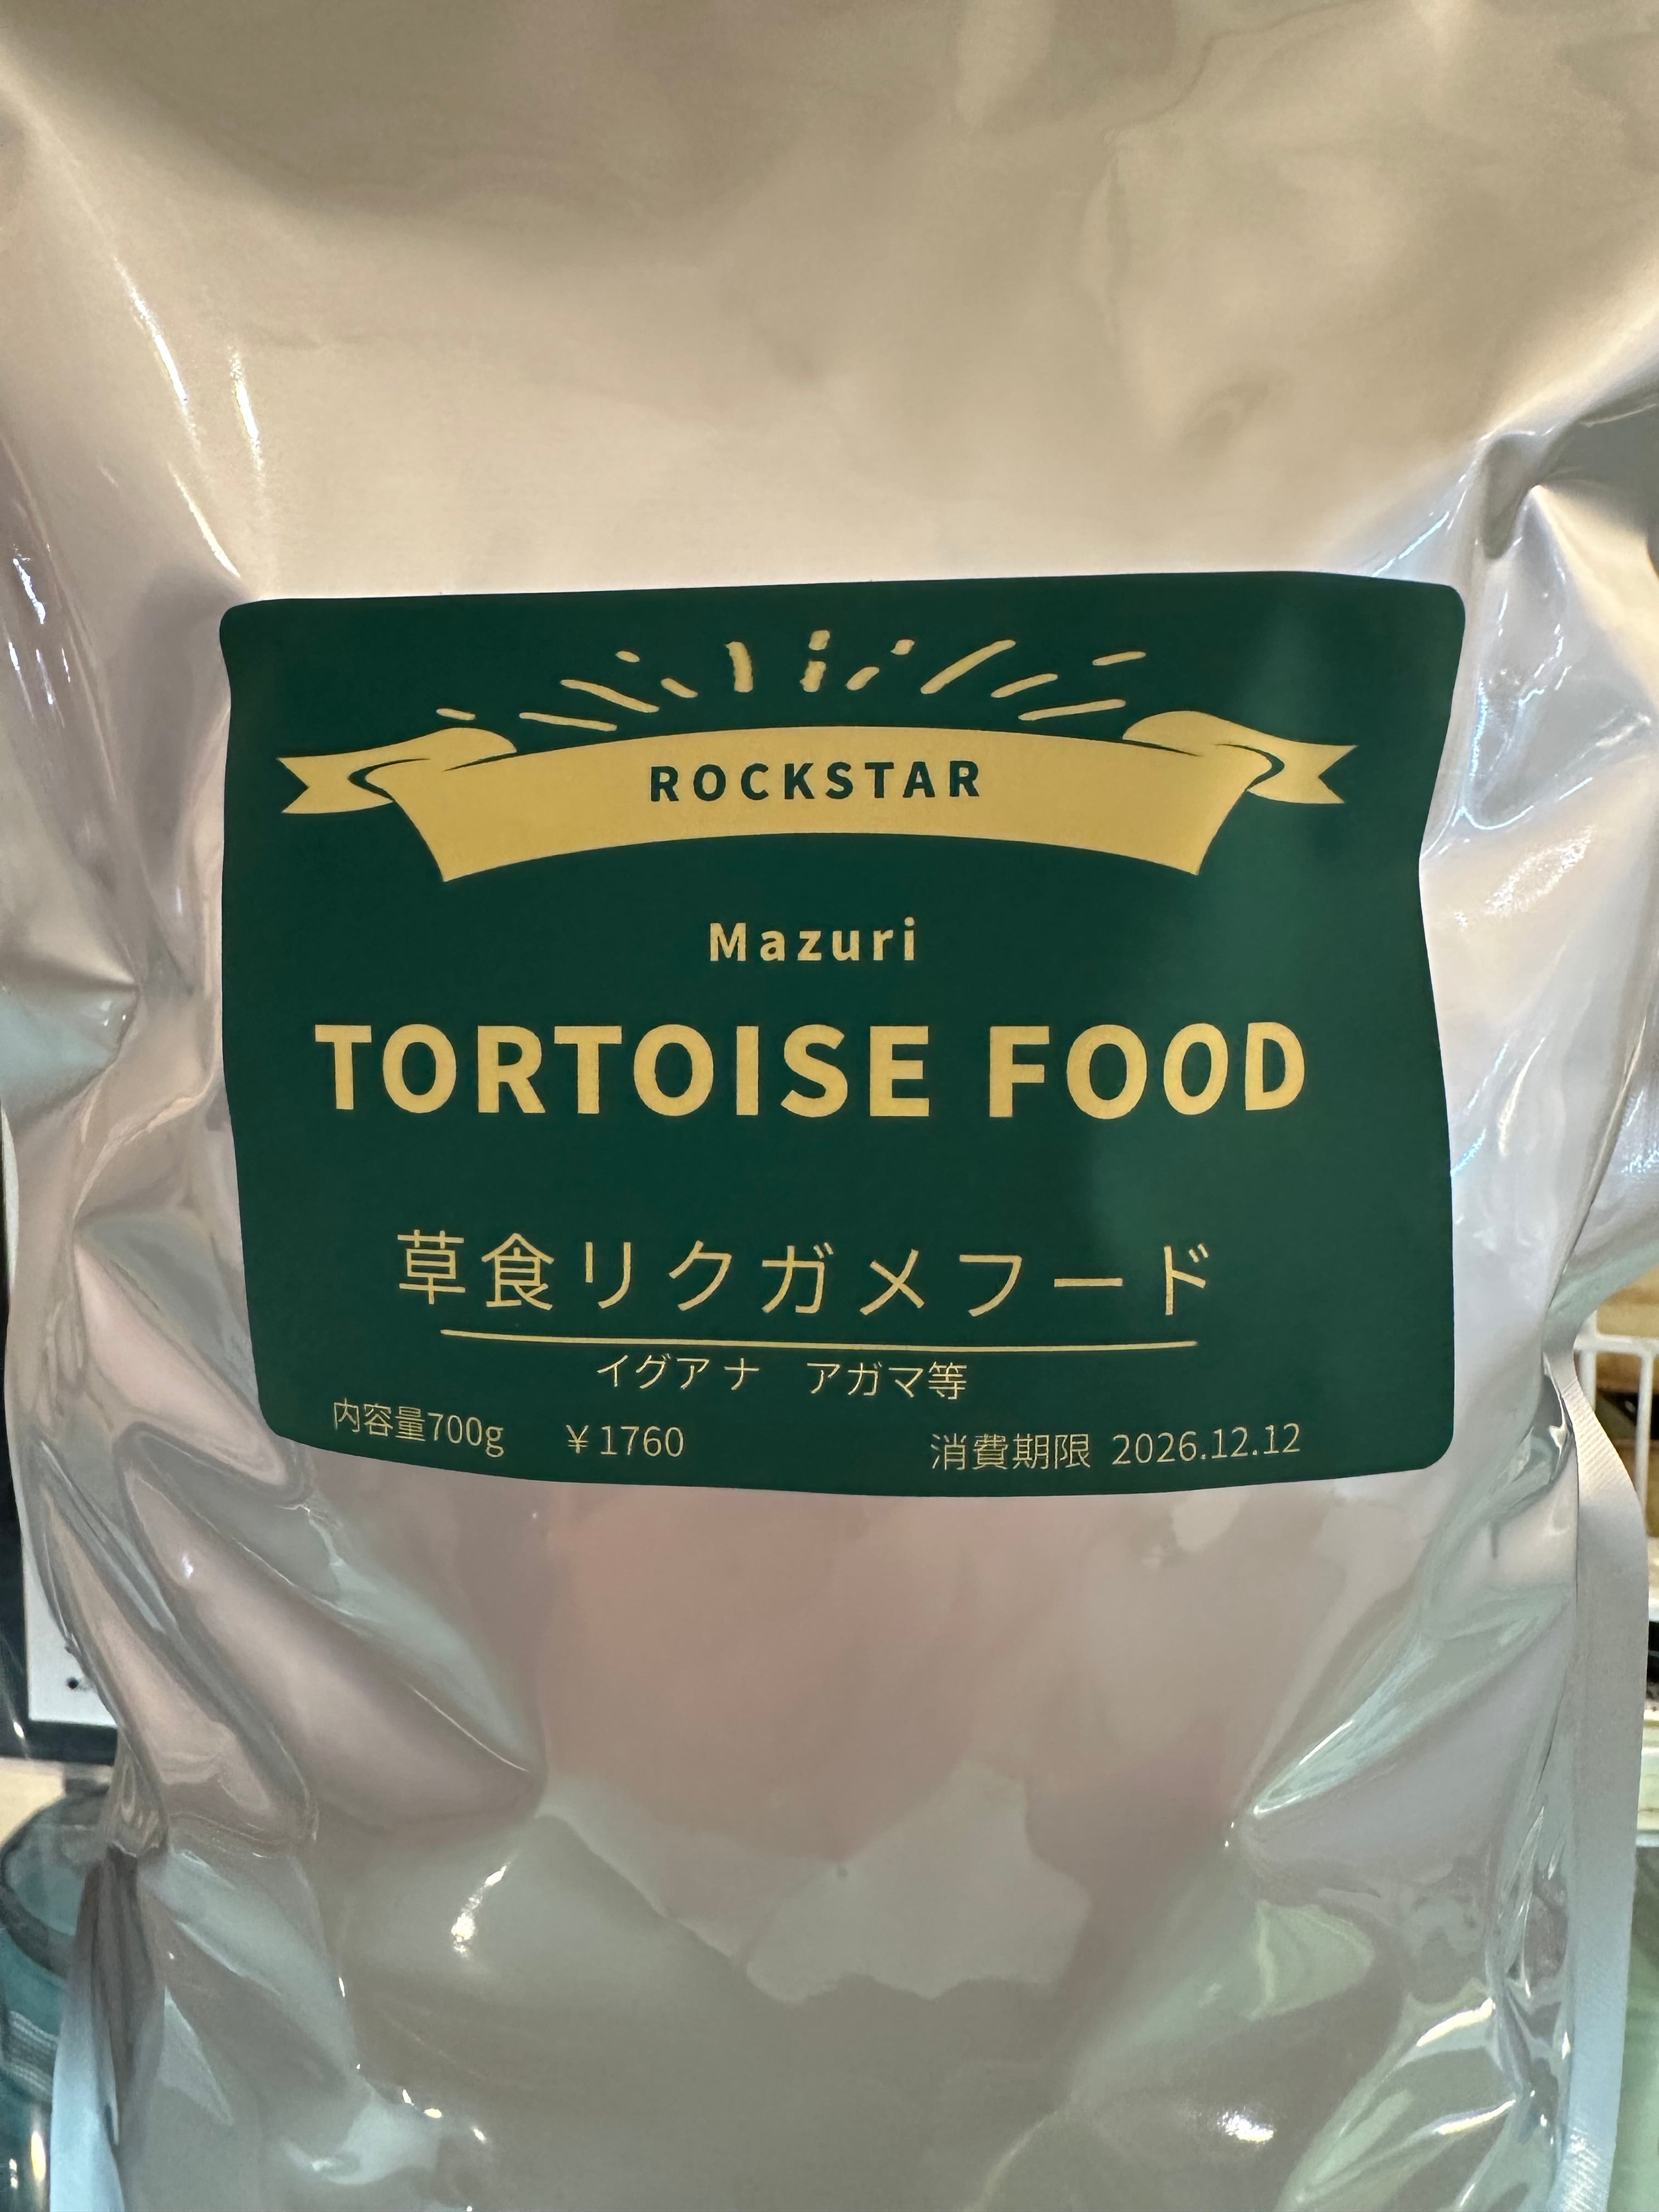 ROCKSTAR
Mazuri
TORTOISE FOOD
草食リクガメフード
イグアナ　アガマ等
内容量700g　￥1760　消費期限 2026.12.12